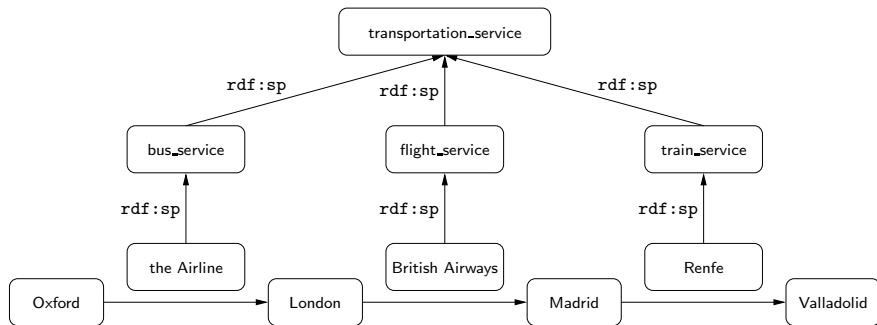 transportation_service
rdf:sp
rdf:sp
rdf:sp
bus_service
flight_service
train_service
rdf:sp
rdf:sp
rdf:sp
the Airline
British Airways
Renfe
Oxford
London
Madrid
Valladolid